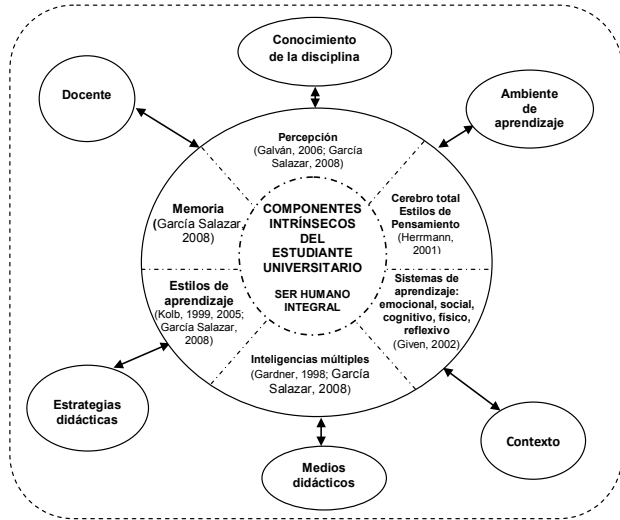 Conocimiento
de la disciplina
Docente
Ambiente
de
aprendizaje
Percepción
(Galván, 2006; García
Salazar, 2008)
Memoria
(García Salazar,
2008)
COMPONENTES
INTRÍNSECOS
DEL
ESTUDIANTE
UNIVERSITARIO
SER HUMANO
INTEGRAL
Cerebro total
Estilos de
Pensamiento
(Herrmann,
2001)
Estilos de
aprendizaje
(Kolb, 1999, 2005;
García Salazar,
2008)
Sistemas de
aprendizaje:
emocional, social,
cognitivo, físico,
reflexivo
(Given, 2002)
Inteligencias múltiples
(Gardner, 1998; García
Salazar, 2008)
Estrategias
didácticas
Contexto
Medios
didácticos